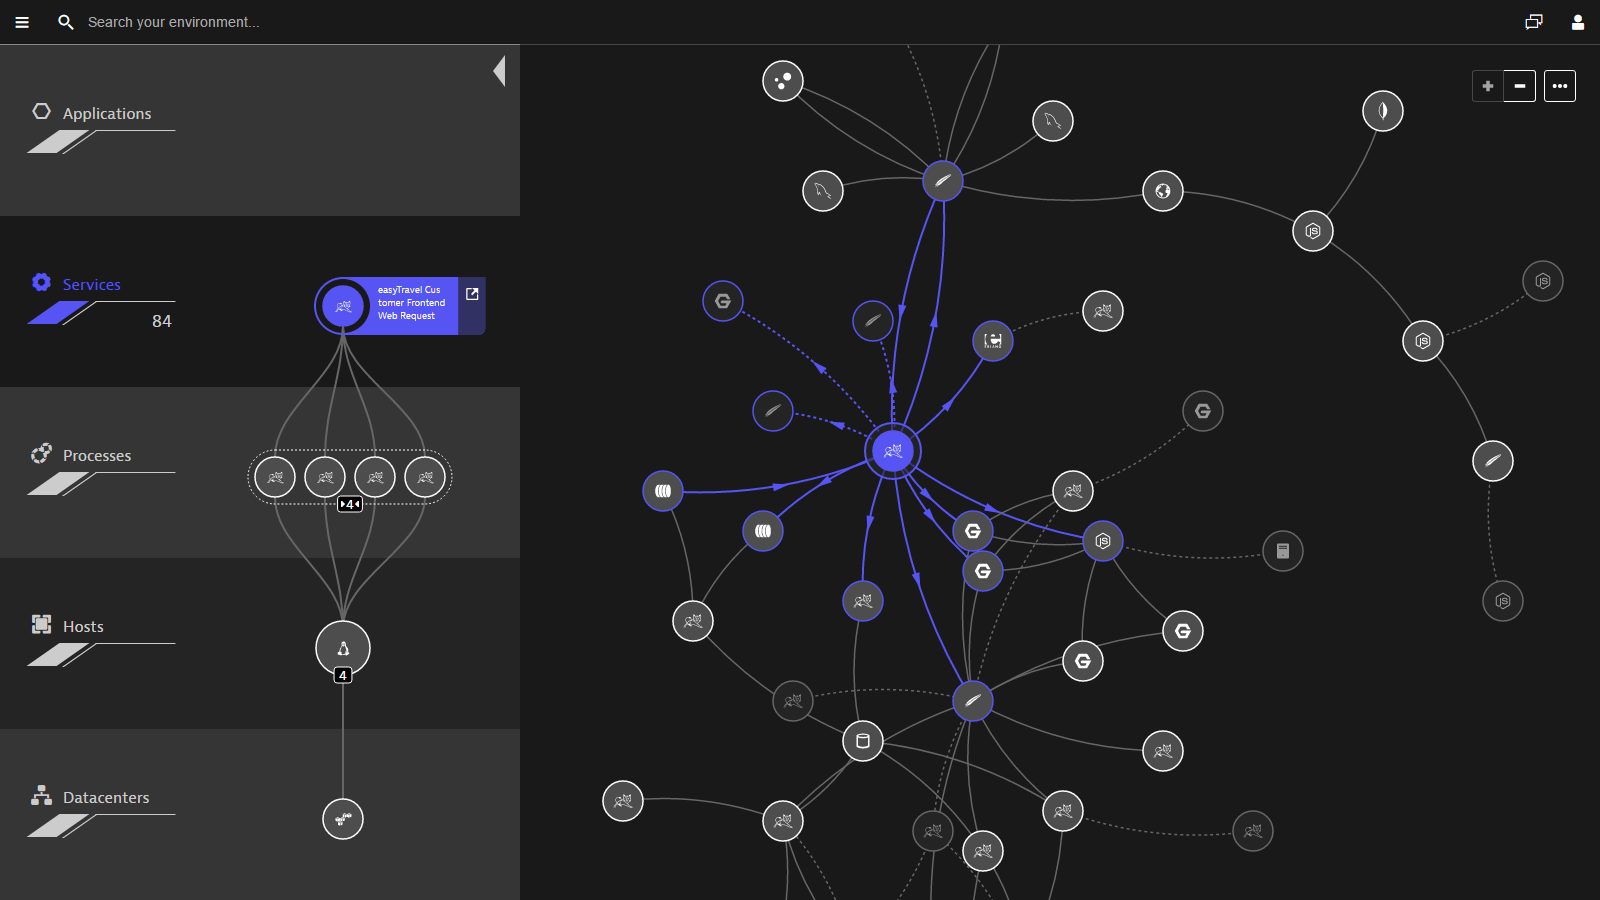 Search your environment...
Applications
Services
84
easyTravel Cus
tomer Frontend
Web Request
Processes
4
Hosts
4
Datacenters